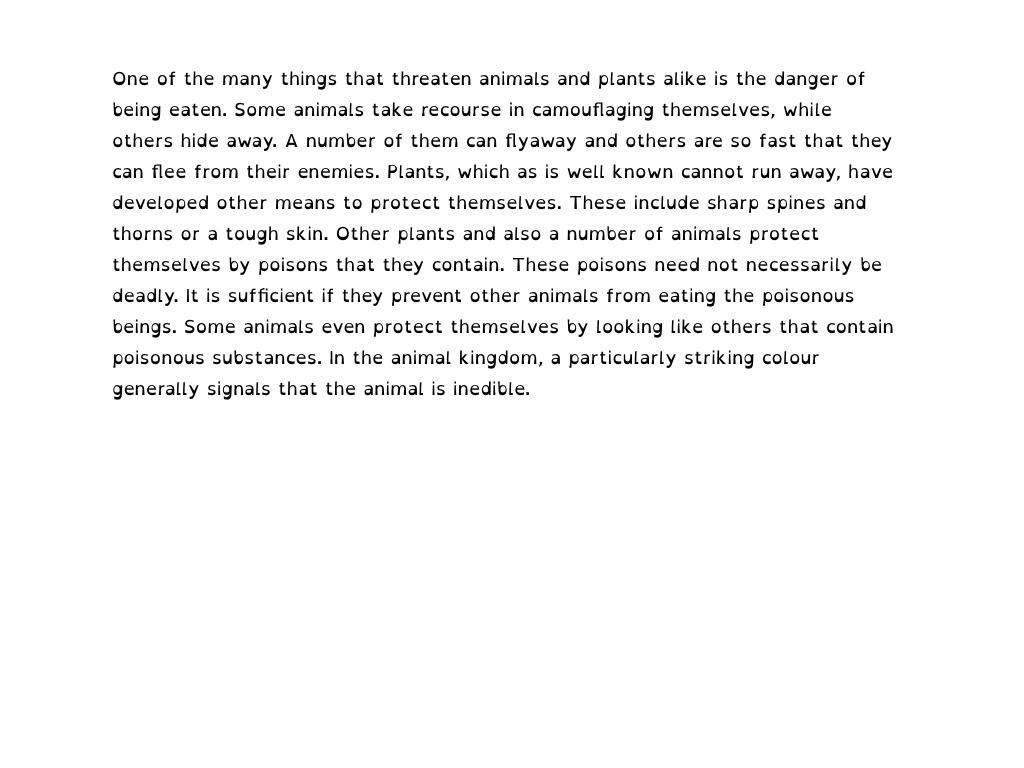 One of the many things that threaten animals and plants alike is the danger of
being eaten. Some animals take recourse in camouflaging themselves, while
others hide away. A number of them can flyaway and others are so fast that they
can flee from their enemies. Plants, which as is well known cannot run away, have
developed other means to protect themselves. These include sharp spines and
thorns or a tough skin. Other plants and also a number of animals protect
themselves by poisons that they contain. These poisons need not necessarily be
deadly. It is sufficient if they prevent other animals from eating the poisonous
beings. Some animals even protect themselves by looking like others that contain
poisonous substances. In the animal kingdom, a particularly striking colour
generally signals that the animal is inedible.